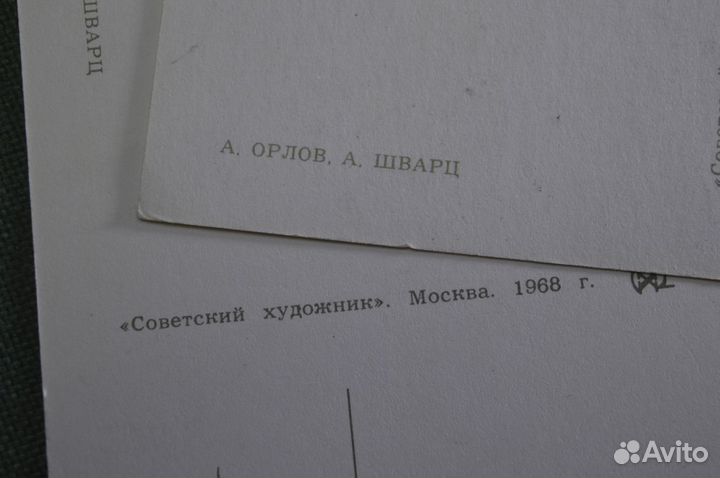 ШВАРЦ
А. ОРЛОВ, А. ШВАРЦ
«Советский художник». Москва. 1968 г.
Avito